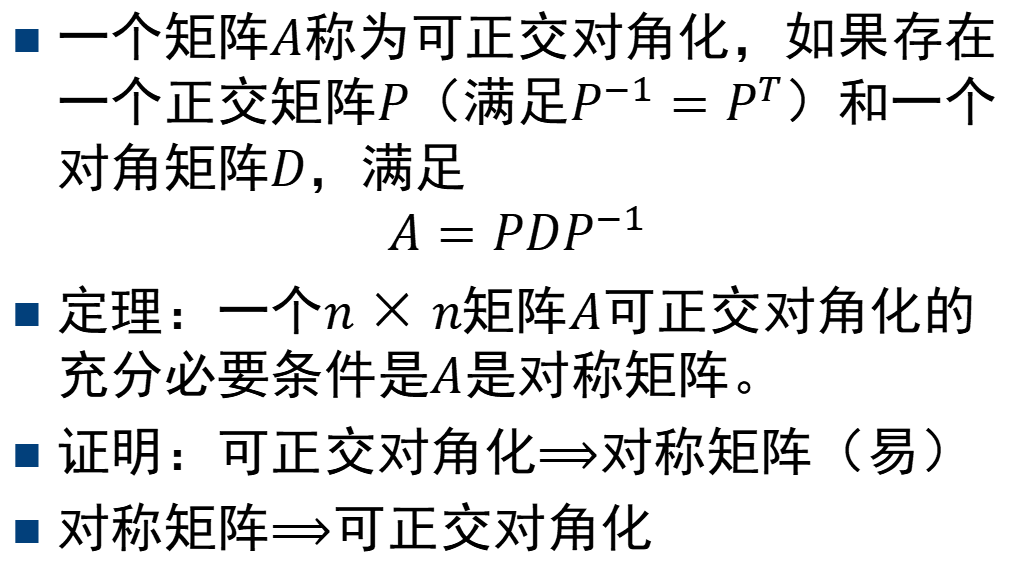 ■ 一个矩阵A称为可正交对角化，如果存在
一个正交矩阵P（满足P⁻¹ = Pᵀ）和一个
对角矩阵D，满足
A = PDP⁻¹
■ 定理：一个n × n矩阵A可正交对角化的
充分必要条件是A是对称矩阵。
■ 证明：可正交对角化⟹对称矩阵（易）
■ 对称矩阵⟹可正交对角化